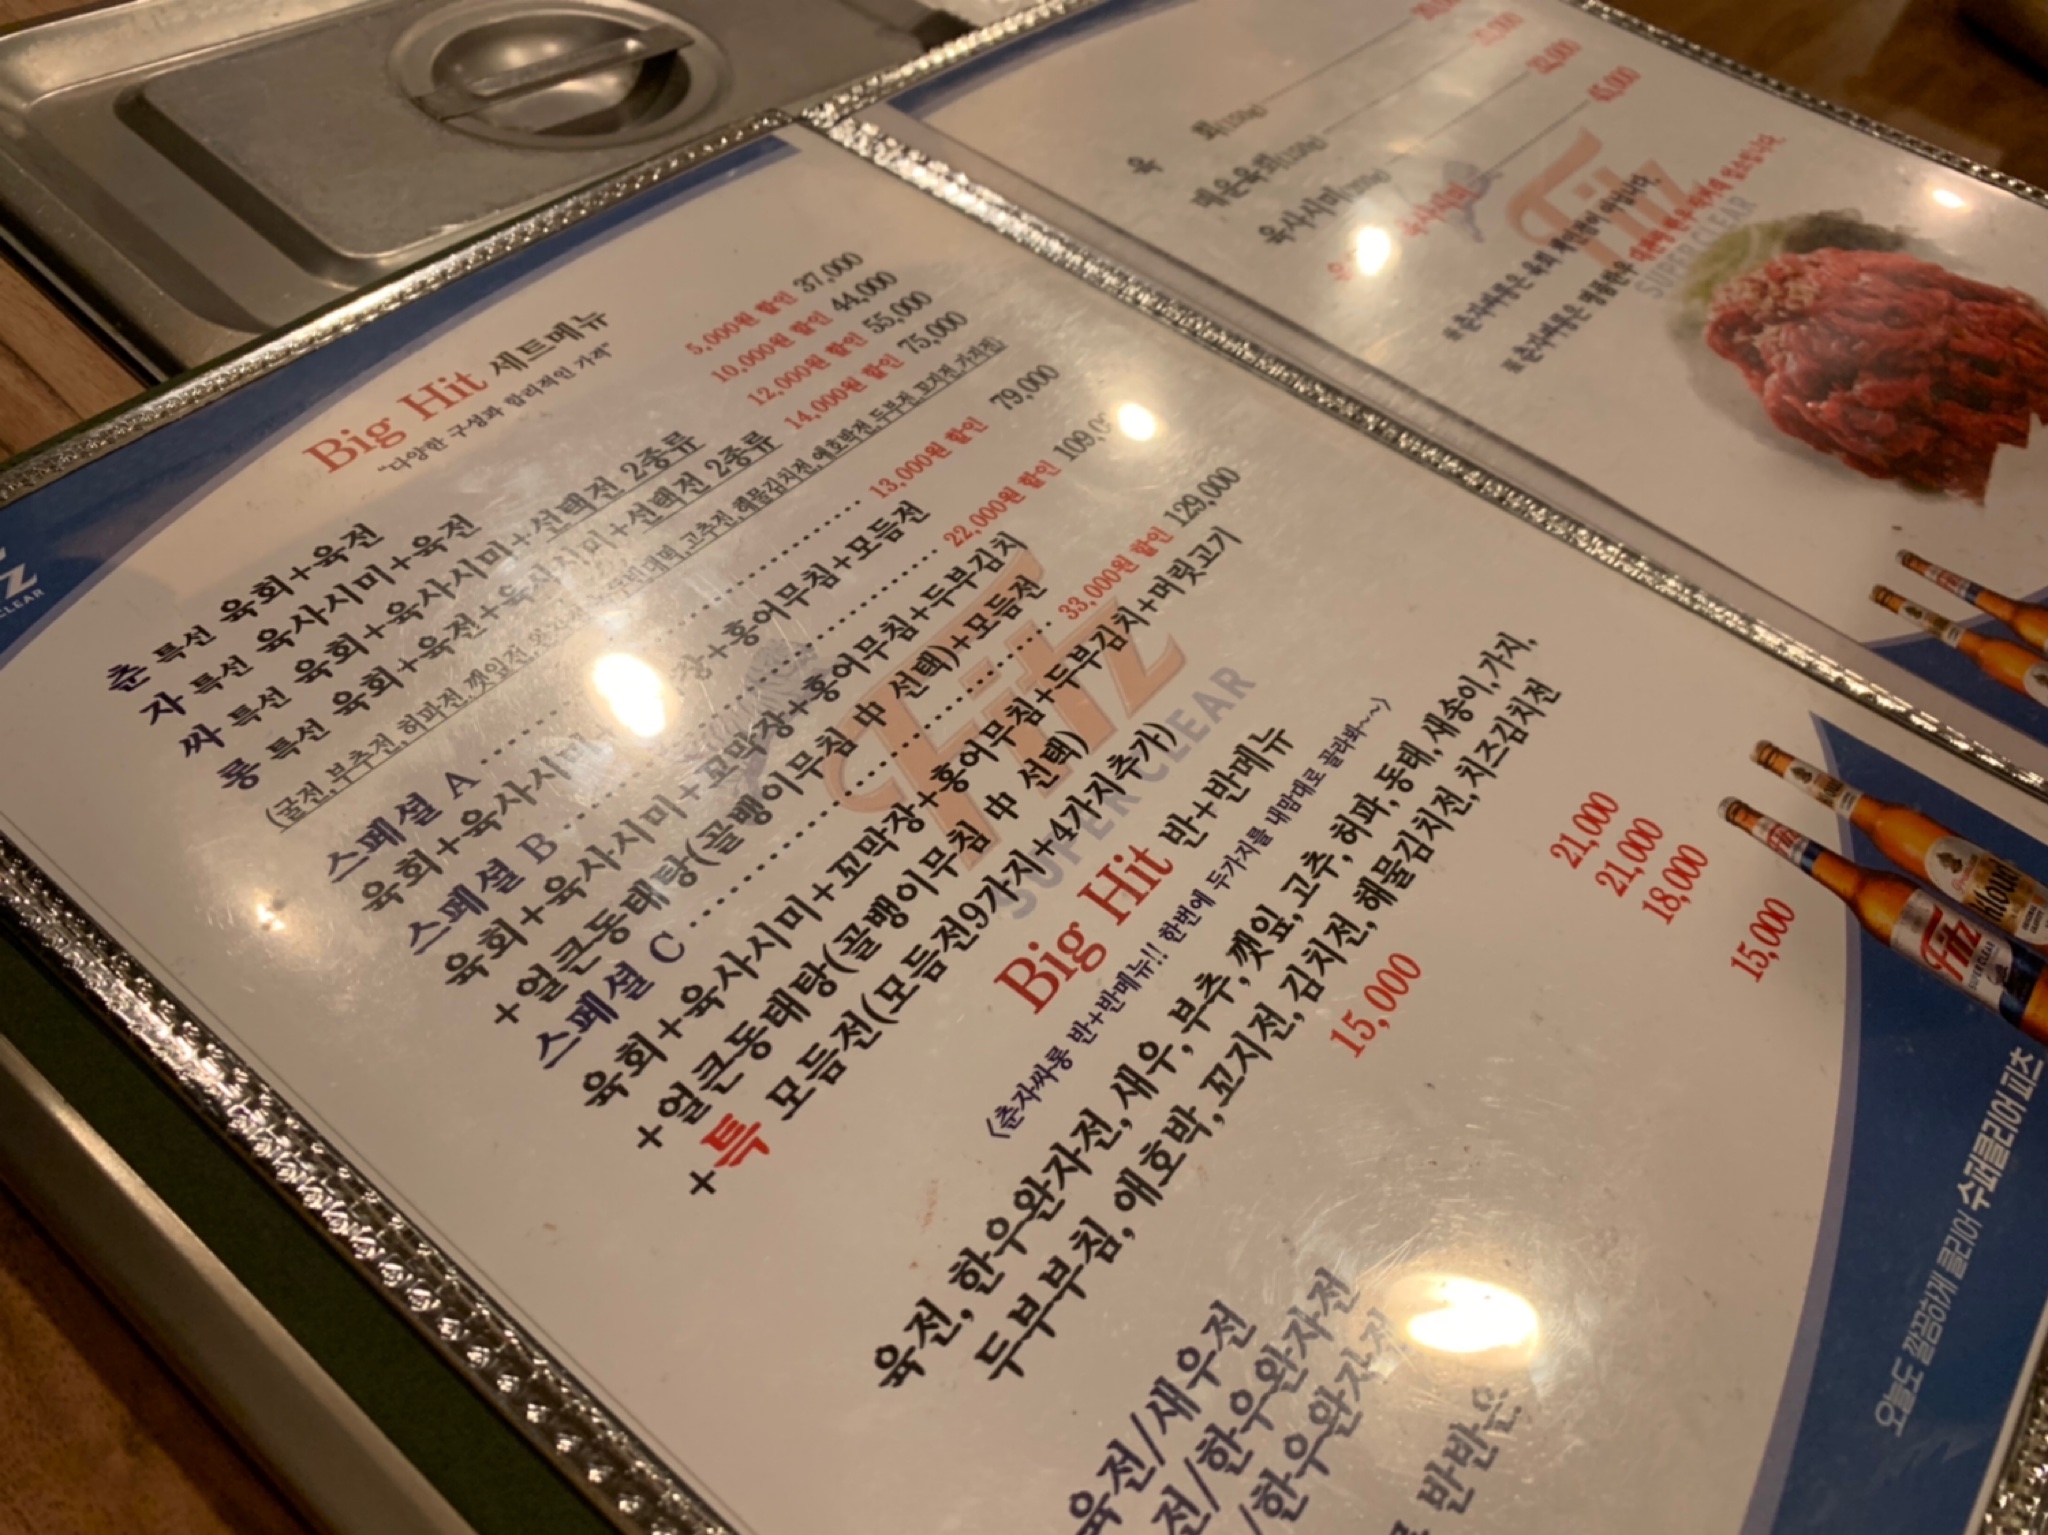 Big Hit 세트메뉴
"다양한 구성과 합리적인 가격"
춘 특선 육회+육전 5,000원 할인 37,000
자 특선 육사시미+육전 10,000원 할인 44,000
싸 특선 육회+육사시미+선택전 2종류 12,000원 할인 55,000
롱 특선 육회+육전+육사시미+선택전 2종류 14,000원 할인 75,000
(굴전,부추전,허파전,깻잎전, 고추전,해물김치전,애호박전,두부전,꼬지전,가지전)
스페셜 A 13,000원 할인 79,000
육회+육사시미+ +홍어무침+모듬전
스페셜 B 22,000원 할인
육회+육사시미+꼬막장+홍어무침+두부김치
+얼큰동태탕(골뱅이무침 中 선택)+모듬전
스페셜 C 33,000원 할인 129,000
육회+육사시미+꼬막장+홍어무침+두부김치+머릿고기
+얼큰동태탕(골뱅이무침 中 선택)
+특 모듬전(모듬전9가지+4가지추가)
Big Hit 반+반메뉴
(춘자싸롱 반+반메뉴!! 한번에 두가지를 내맘대로 골라봐~~)
육전, 한우완자전, 새우, 부추, 깻잎, 고추, 허파, 동태, 새송이, 가지,
두부부침, 애호박, 꼬지전, 김치전, 해물김치전, 치즈김치전
15,000
육전/새우전 21,000
전/한우완자전 21,000
/한우완자전 18,000
반반은 15,000
육 회(150g)
매운육회(150g) 
육사시미 32,000
45,000
Fitz
SUPER CLEAR
Fitz
SUPER CLEAR
Fitz
Kloud
오늘도 깔끔하게 클리어 수퍼클리어 피츠